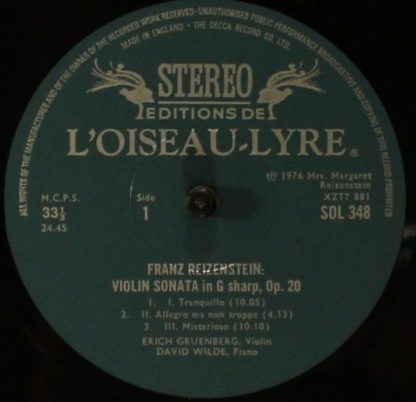 ALL RIGHTS OF THE MANUFACTURER AND OF THE OWNER OF THE RECORDED WORK RESERVED · UNAUTHORISED PUBLIC PERFORMANCE BROADCASTING AND COPYING OF THIS RECORD PROHIBITED
MADE IN ENGLAND · THE DECCA RECORD CO. LTD.
STEREO
EDITIONS DE
L'OISEAU-LYRE®
℗ 1976 Mrs. Margaret
Reizenstein
M.C.P.S.
Side
XZTT 881
33⅓
1
SOL 348
24.45
FRANZ REIZENSTEIN:
VIOLIN SONATA in G sharp, Op. 20
1. I. Tranquillo (10.05)
2. II. Allegro ma non troppo (4.13)
3. III. Misterioso (10.10)
ERICH GRUENBERG, Violin
DAVID WILDE, Piano